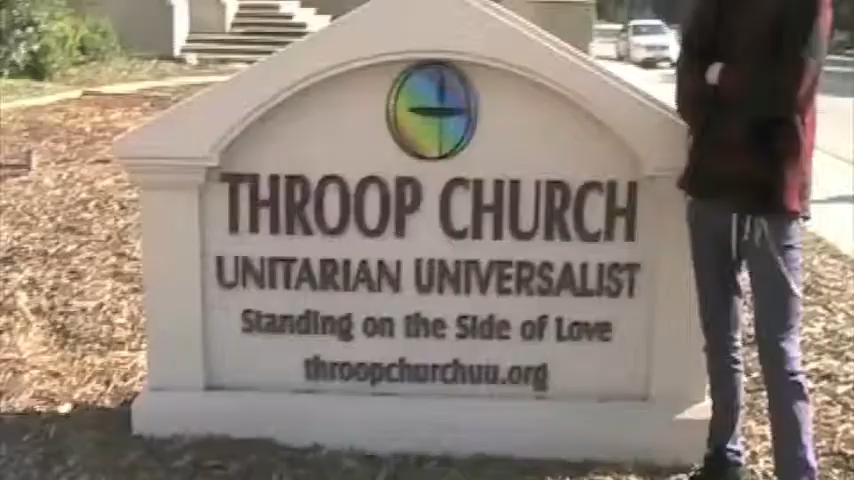 THROOP CHURCH
UNITARIAN UNIVERSALIST
Standing on the Side of Love
throopchurchuu.org